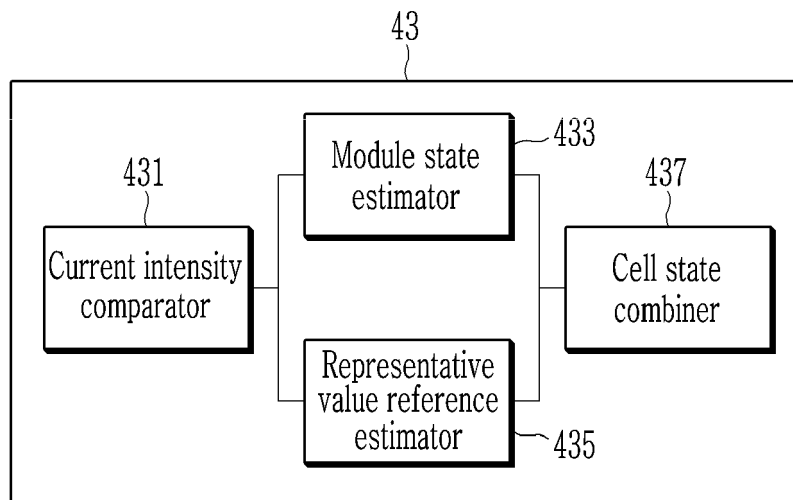 43
431
Current intensity
comparator
433
Module state
estimator
Representative
value reference
estimator
435
437
Cell state
combiner